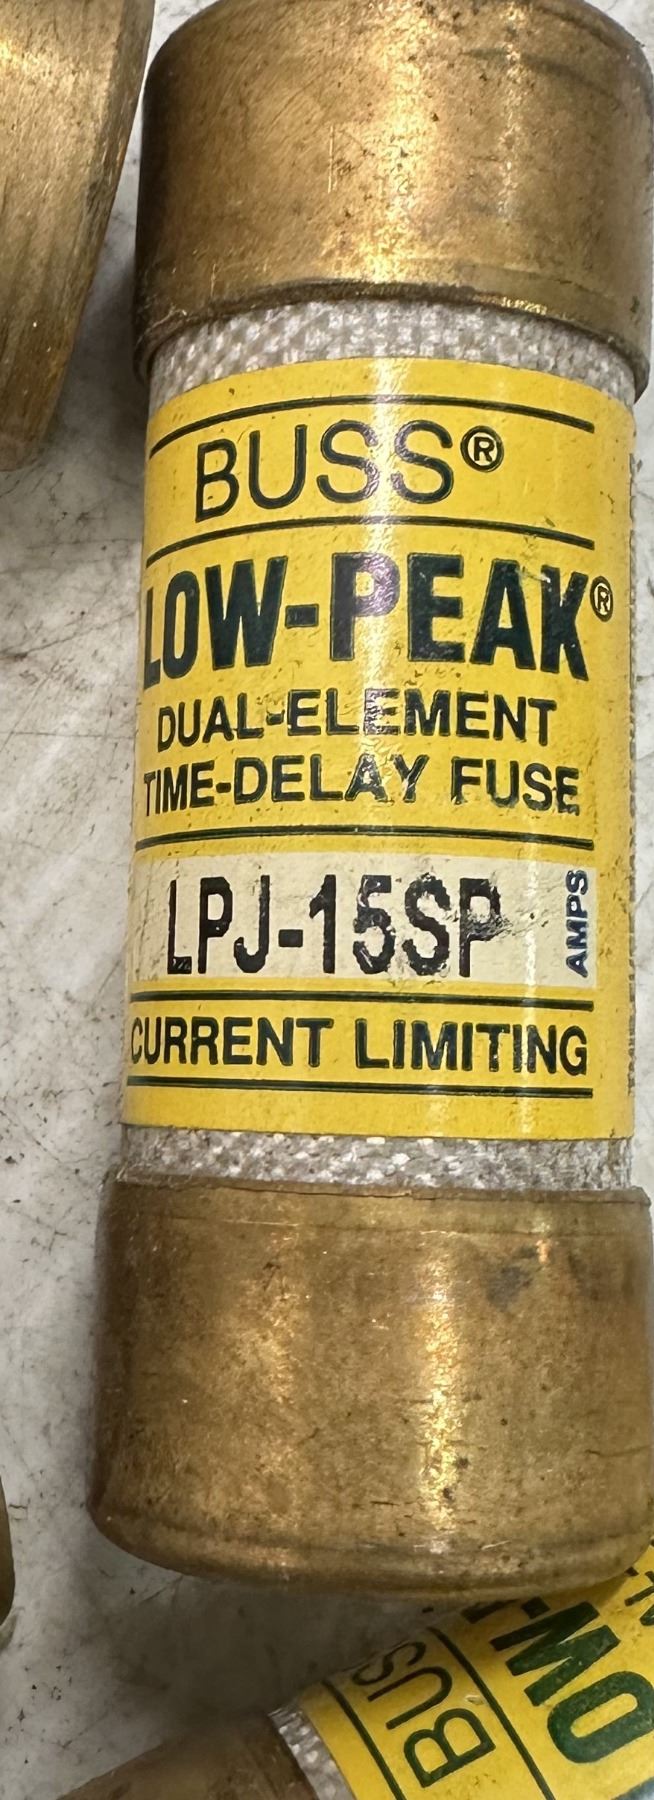 BUSS®
LOW-PEAK®
DUAL-ELEMENT
TIME-DELAY FUSE
LPJ-15SP AMPS
CURRENT LIMITING
BUSS